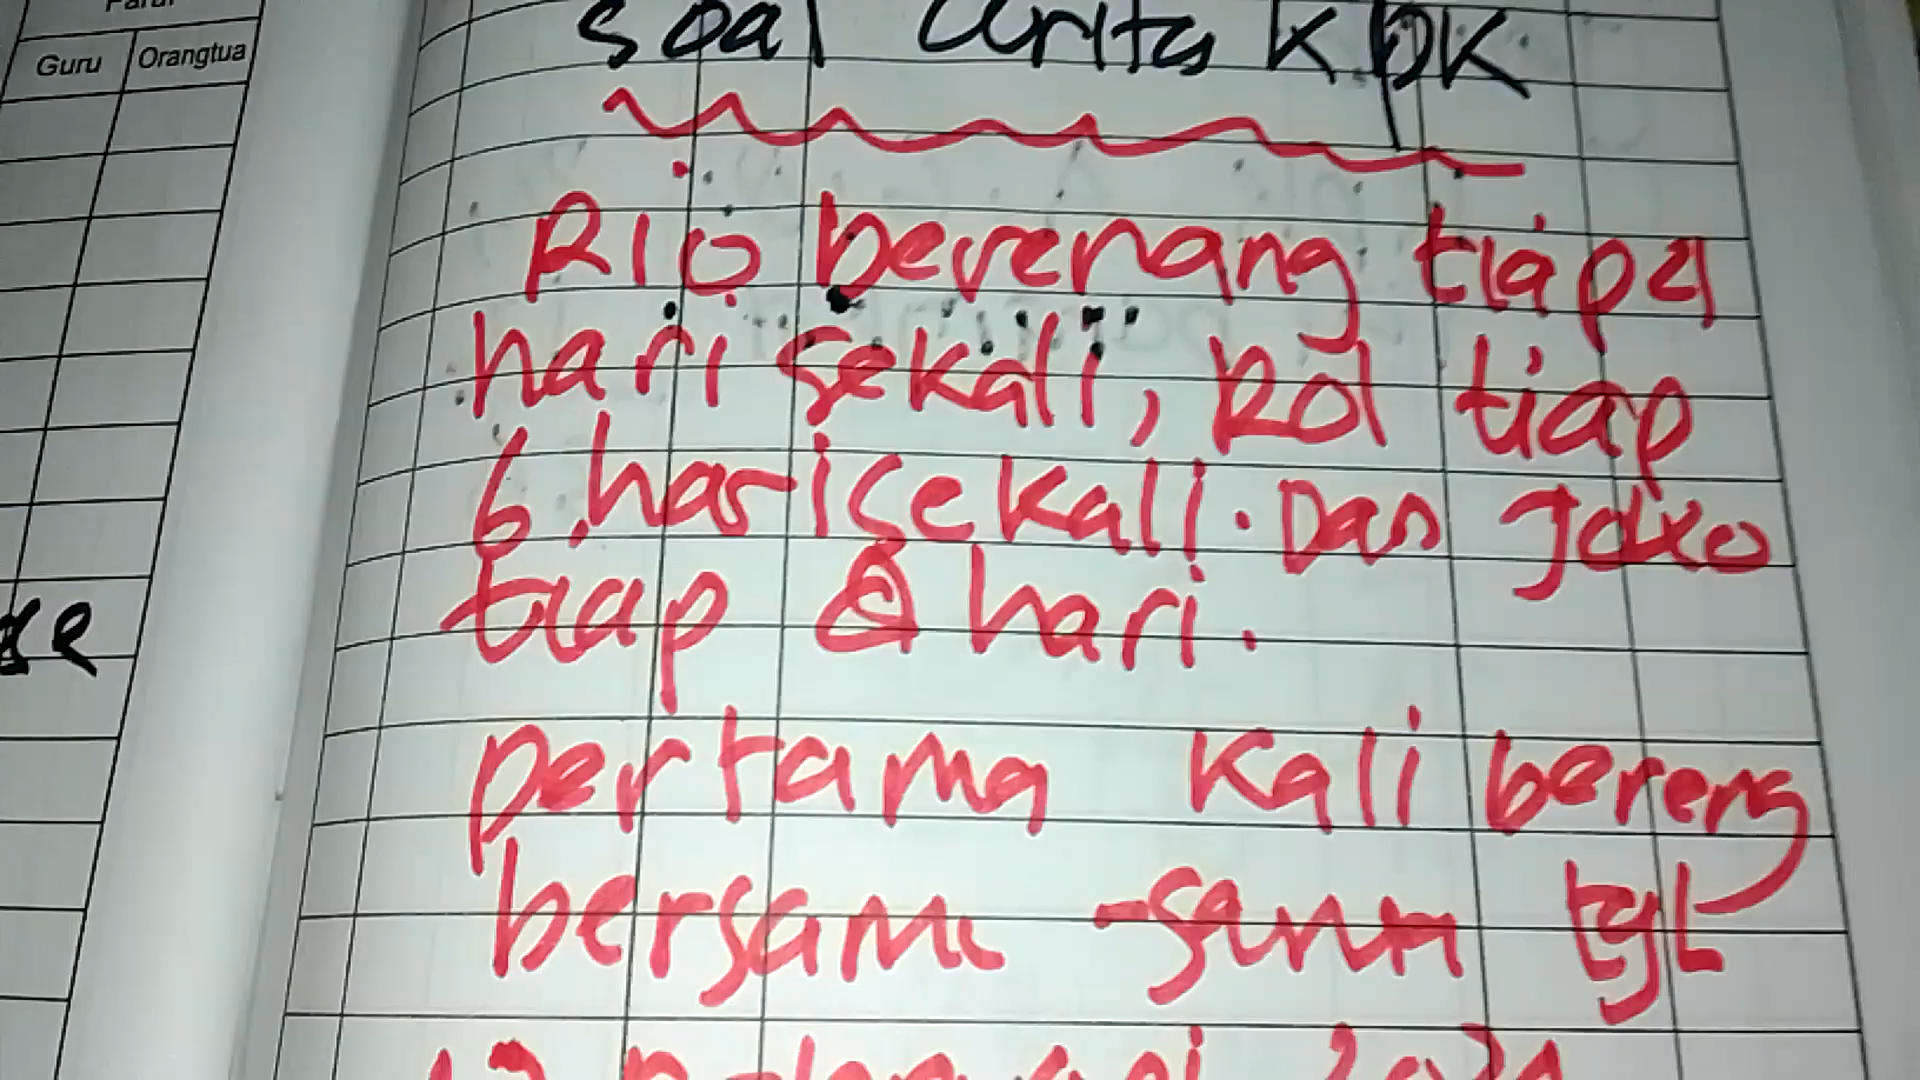 Guru Orangtua
soal cerita KPK
Rio berenang tiap 4
hari sekali, Rol tiap
6 hari sekali. Dan Joko
tiap hari.
pertama kali bereng
bersama-sama tgl